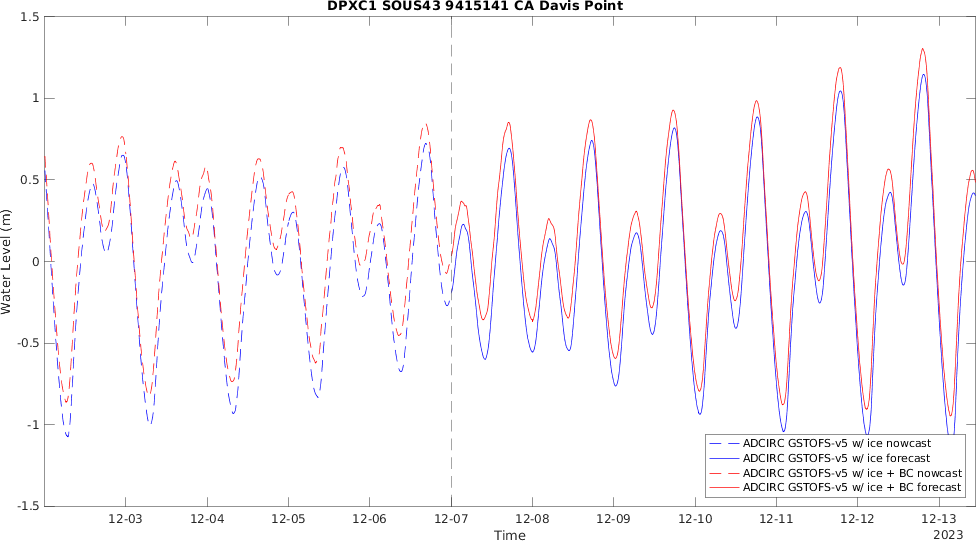 DPXC1 SOUS43 9415141 CA Davis Point
1.5
1
0.5
0
-0.5
-1
-1.5
Water Level (m)
12-03 12-04 12-05 12-06 12-07 12-08 12-09 12-10 12-11 12-12 12-13
Time
2023
ADCIRC GSTOFS-v5 w/ ice nowcast
ADCIRC GSTOFS-v5 w/ ice forecast
ADCIRC GSTOFS-v5 w/ ice + BC nowcast
ADCIRC GSTOFS-v5 w/ ice + BC forecast